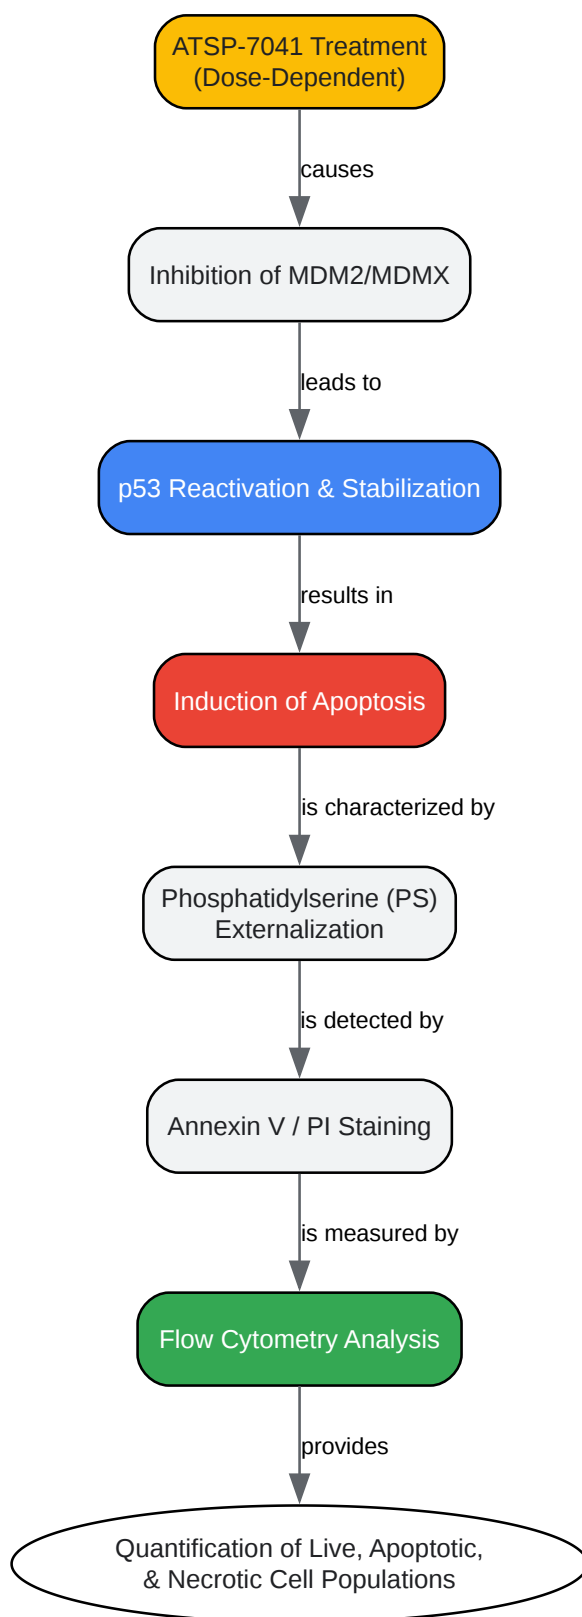 ATSP-7041 Treatment
(Dose-Dependent)
causes
Inhibition of MDM2/MDMX
leads to
p53 Reactivation & Stabilization
results in
Induction of Apoptosis
is characterized by
Phosphatidylserine (PS)
Externalization
is detected by
Annexin V / PI Staining
is measured by
Flow Cytometry Analysis
provides
Quantification of Live, Apoptotic,
& Necrotic Cell Populations